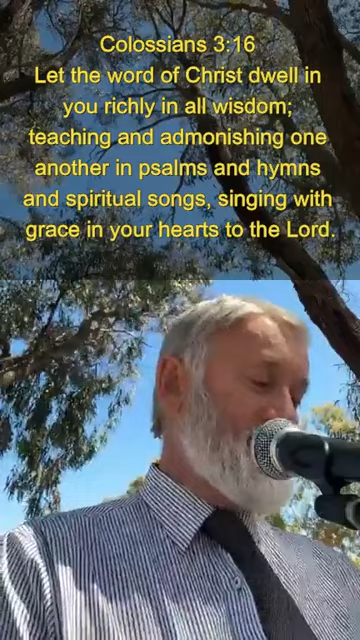 Colossians 3:16
Let the word of Christ dwell in
you richly in all wisdom;
teaching and admonishing one
another in psalms and hymns
and spiritual songs, singing with
grace in your hearts to the Lord.